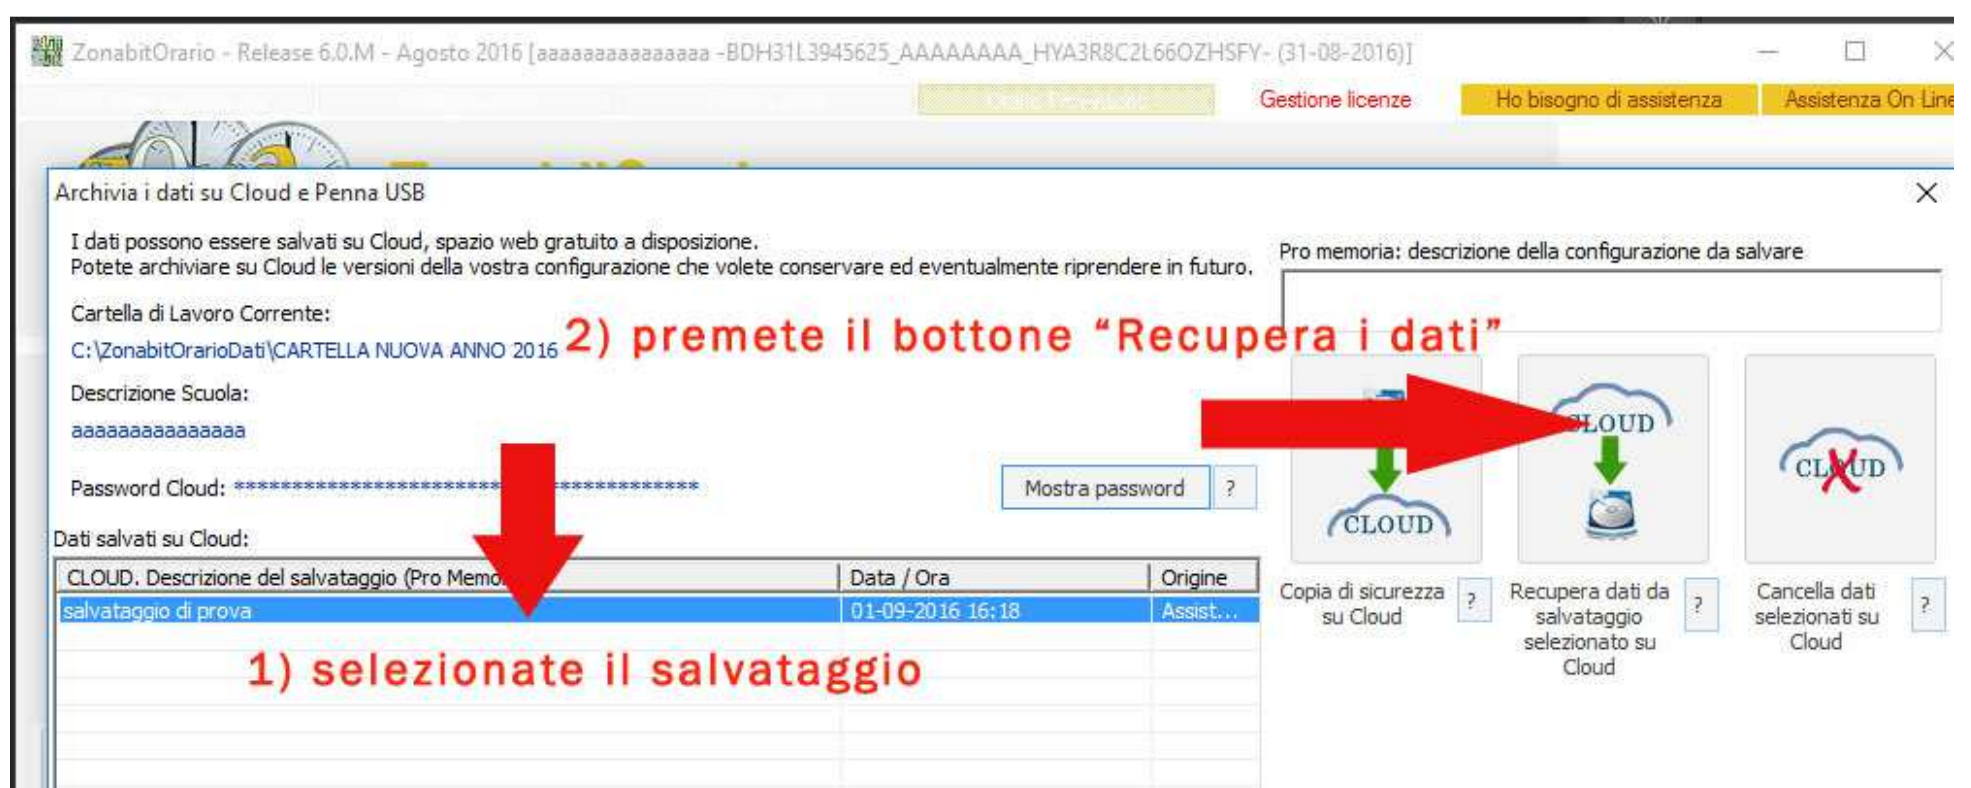 ZonabitOrario - Release 6.0.M - Agosto 2016 [aaaaaaaaaaaaaaa -BDH31L3945625_AAAAAAAA_HYA3R8C2L66OZHSFY- (31-08-2016)]
Gestione licenze
Ho bisogno di assistenza
Assistenza On Line
Archivia i dati su Cloud e Penna USB
I dati possono essere salvati su Cloud, spazio web gratuito a disposizione.
Potete archiviare su Cloud le versioni della vostra configurazione che volete conservare ed eventualmente riprendere in futuro.
Pro memoria: descrizione della configurazione da salvare
Cartella di Lavoro Corrente:
C:\ZonabitOrarioDati\CARTELLA NUOVA ANNO 2016
2) premete il bottone “Recupera i dati”
Descrizione Scuola:
aaaaaaaaaaaaaaa
Password Cloud: ****************************************
Mostra password
?
CLOUD
CLOUD
CLOUD
Dati salvati su Cloud:
CLOUD. Descrizione del salvataggio (Pro Memo
Data / Ora
Origine
salvataggio di prova
01-09-2016 16:18
Assist...
1) selezionate il salvataggio
Copia di sicurezza
su Cloud
?
Recupera dati da
salvataggio
selezionato su
Cloud
?
Cancella dati
selezionati su
Cloud
?